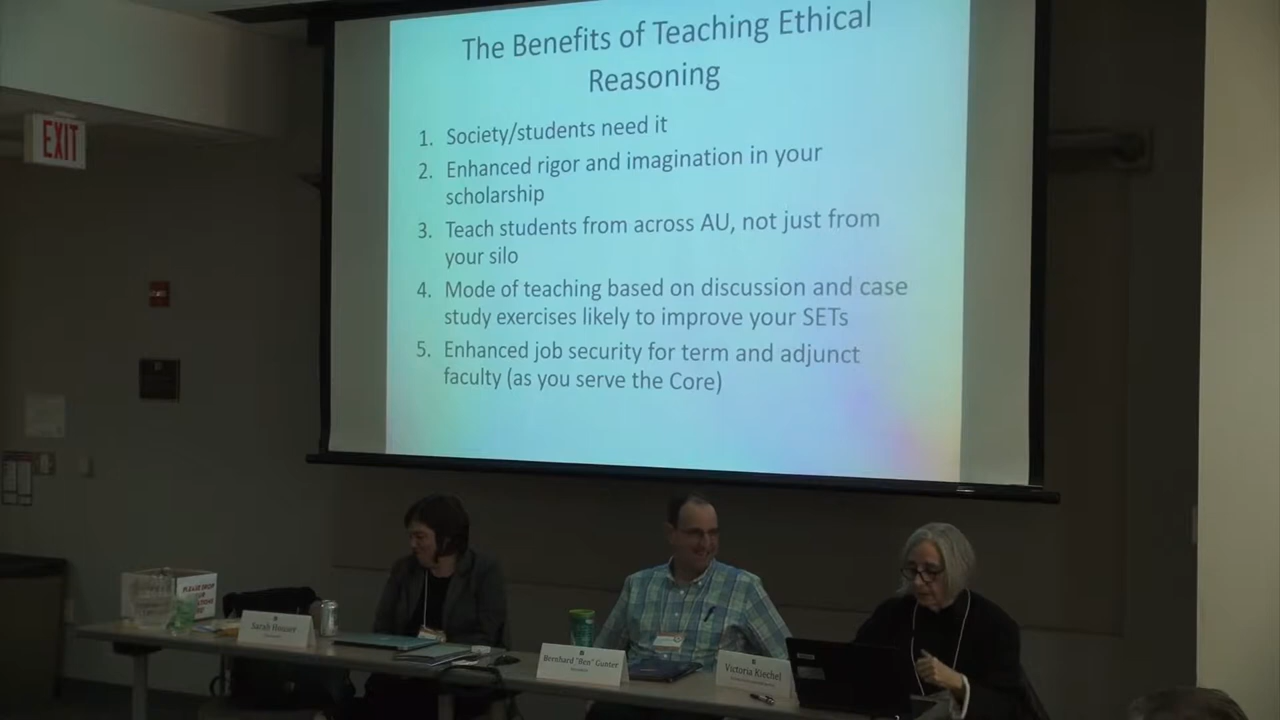 The Benefits of Teaching Ethical
Reasoning
1. Society/students need it
2. Enhanced rigor and imagination in your
scholarship
3. Teach students from across AU, not just from
your silo
4. Mode of teaching based on discussion and case
study exercises likely to improve your SETs
5. Enhanced job security for term and adjunct
faculty (as you serve the Core)
EXIT
PLEASE DROP
Sarah Houser
Bernhard "Ben" Gunter
Victoria Kiechel